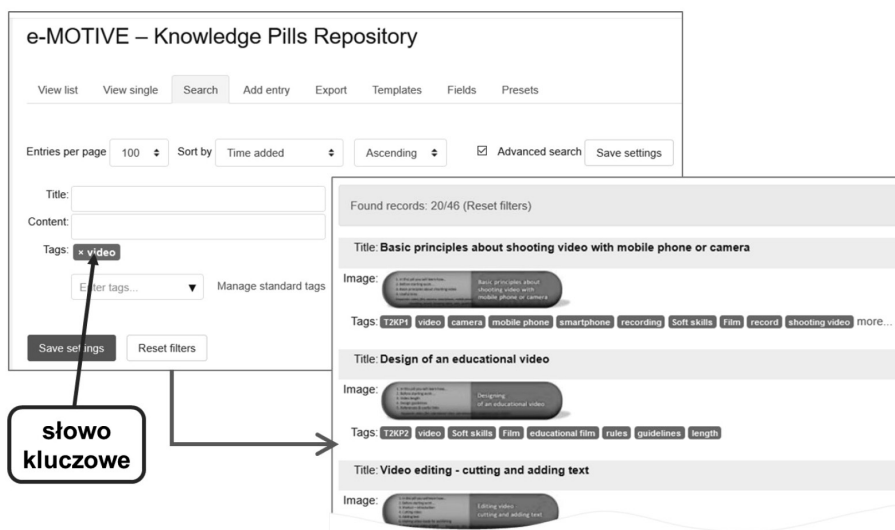 e-MOTIVE – Knowledge Pills Repository
View list View single Search Add entry Export Templates Fields Presets
Entries per page 100 Sort by Time added Ascending Advanced search Save settings
Title:
Content:
Tags: × video
Enter tags... Manage standard tags
Save settings Reset filters
słowo
kluczowe
Found records: 20/46 (Reset filters)
Title: Basic principles about shooting video with mobile phone or camera
Image:
Basic principles about
shooting video with
mobile phone or camera
Tags: T2KP1 video camera mobile phone smartphone recording Soft skills Film record shooting video more...
Title: Design of an educational video
Image:
Designing
of an educational video
Tags: T2KP2 video Soft skills Film educational film rules guidelines length
Title: Video editing - cutting and adding text
Image:
Editing video
cutting and adding text